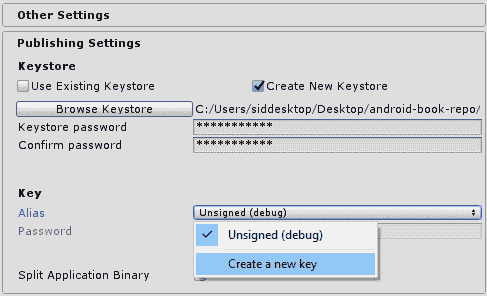 Other Settings
Publishing Settings
Keystore
Use Existing Keystore Create New Keystore
Browse Keystore C:/Users/siddesktop/Desktop/android-book-repo/
Keystore password ***********
Confirm password ***********
Key
Alias Unsigned (debug)
Password Unsigned (debug)
Create a new key
Split Application Binary